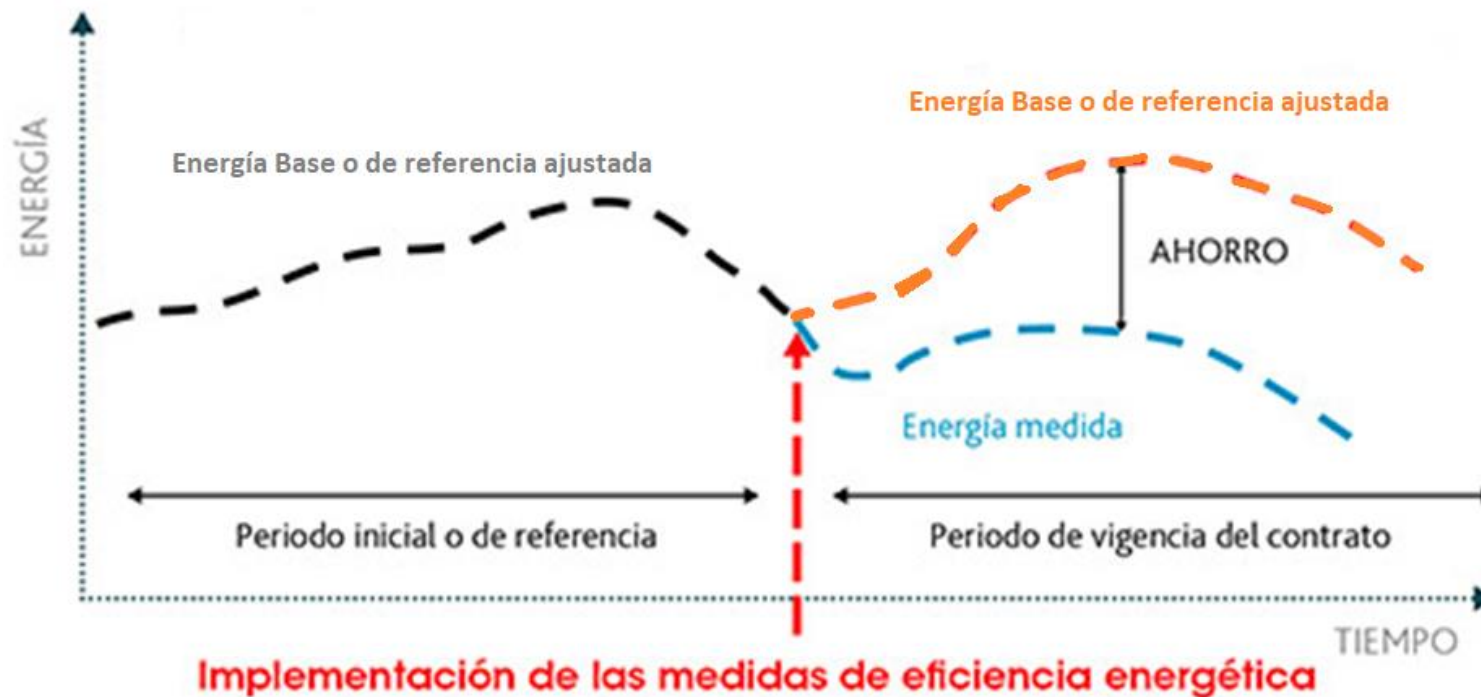 ENERGÍA
Energía Base o de referencia ajustada
Energía Base o de referencia ajustada
AHORRO
Energía medida
Periodo inicial o de referencia
Periodo de vigencia del contrato
TIEMPO
Implementación de las medidas de eficiencia energética